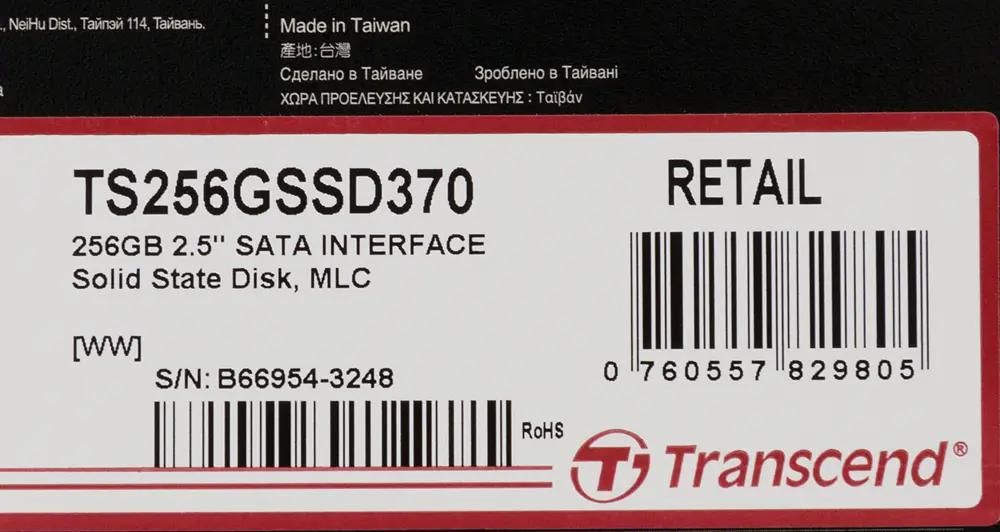 ., NeiHu Dist., Тайпэй 114, Тайвань.
Made in Taiwan
產地:台灣
Сделано в Тайване Зроблено в Тайвані
ΧΩΡΑ ΠΡΟΕΛΕΥΣΗΣ ΚΑΙ ΚΑΤΑΣΚΕΥΗΣ : Ταϊβάν
TS256GSSD370
RETAIL
256GB 2.5" SATA INTERFACE
Solid State Disk, MLC
[WW]
S/N: B66954-3248
0 760557 829805
RoHS
Transcend®